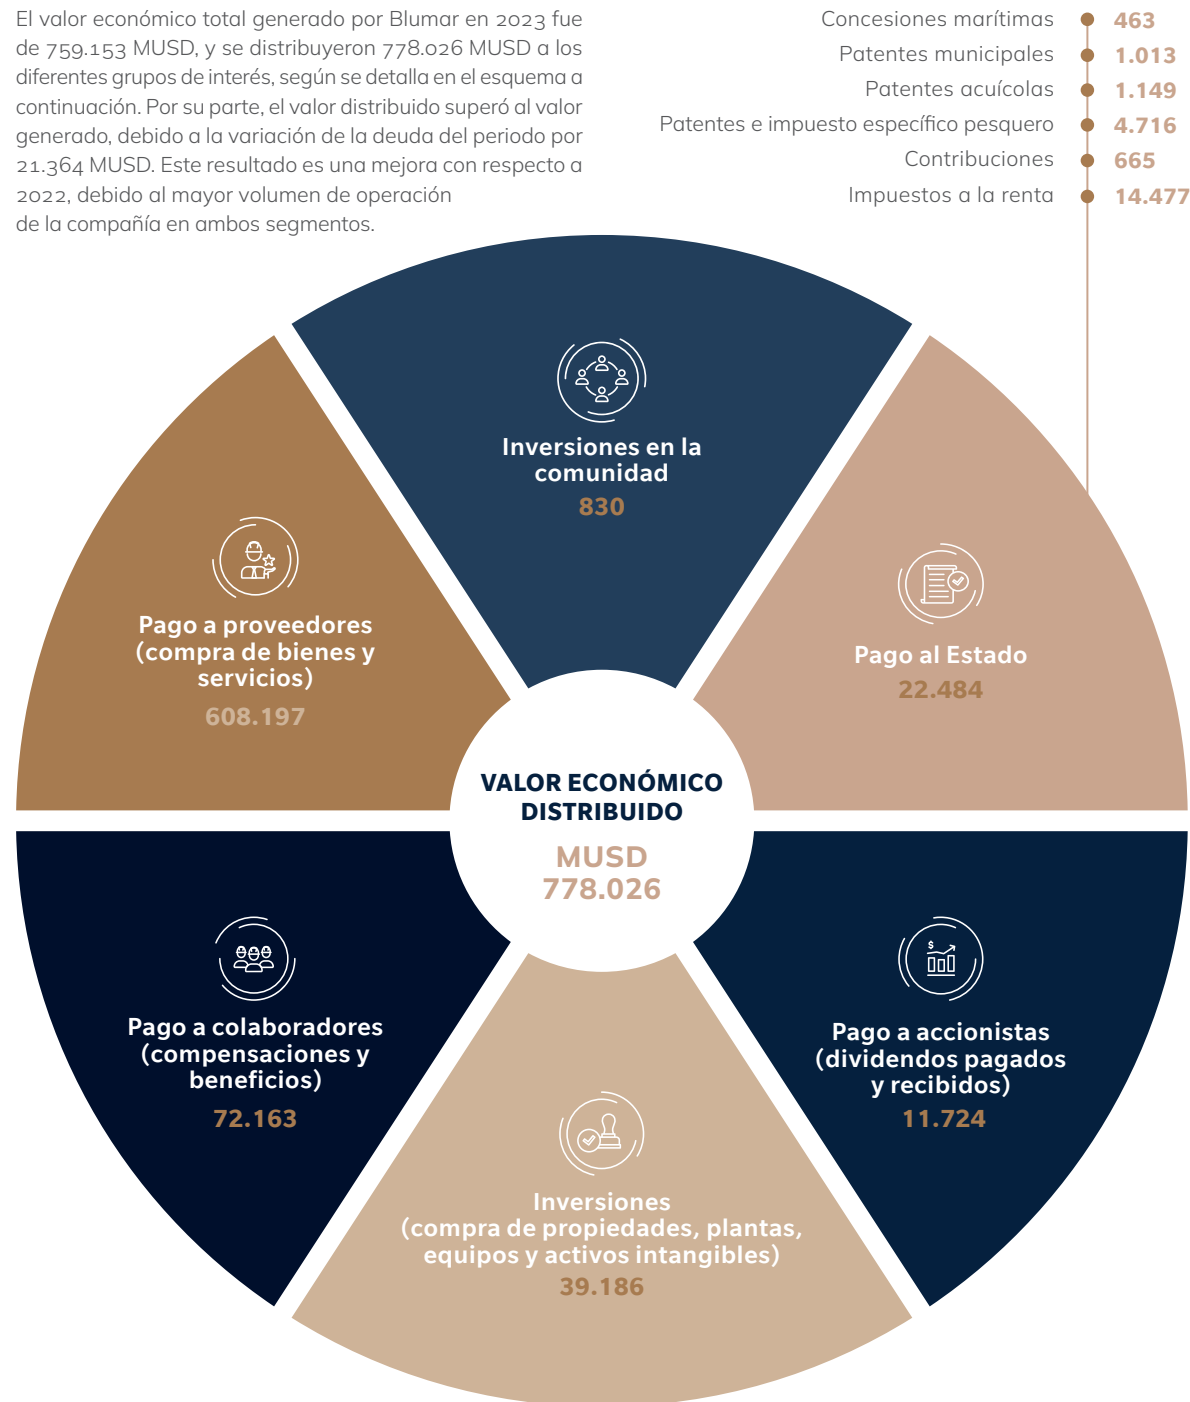 El valor económico total generado por Blumar en 2023 fue
de 759.153 MUSD, y se distribuyeron 778.026 MUSD a los
diferentes grupos de interés, según se detalla en el esquema a
continuación. Por su parte, el valor distribuido superó al valor
generado, debido a la variación de la deuda del periodo por
21.364 MUSD. Este resultado es una mejora con respecto a
2022, debido al mayor volumen de operación
de la compañía en ambos segmentos.
Concesiones marítimas 463
Patentes municipales 1.013
Patentes acuícolas 1.149
Patentes e impuesto específico pesquero 4.716
Contribuciones 665
Impuestos a la renta 14.477
Inversiones en la
comunidad
830
Pago a proveedores
(compra de bienes y
servicios)
608.197
Pago al Estado
22.484
VALOR ECONÓMICO
DISTRIBUIDO
MUSD
778.026
Pago a colaboradores
(compensaciones y
beneficios)
72.163
Pago a accionistas
(dividendos pagados
y recibidos)
11.724
Inversiones
(compra de propiedades, plantas,
equipos y activos intangibles)
39.186